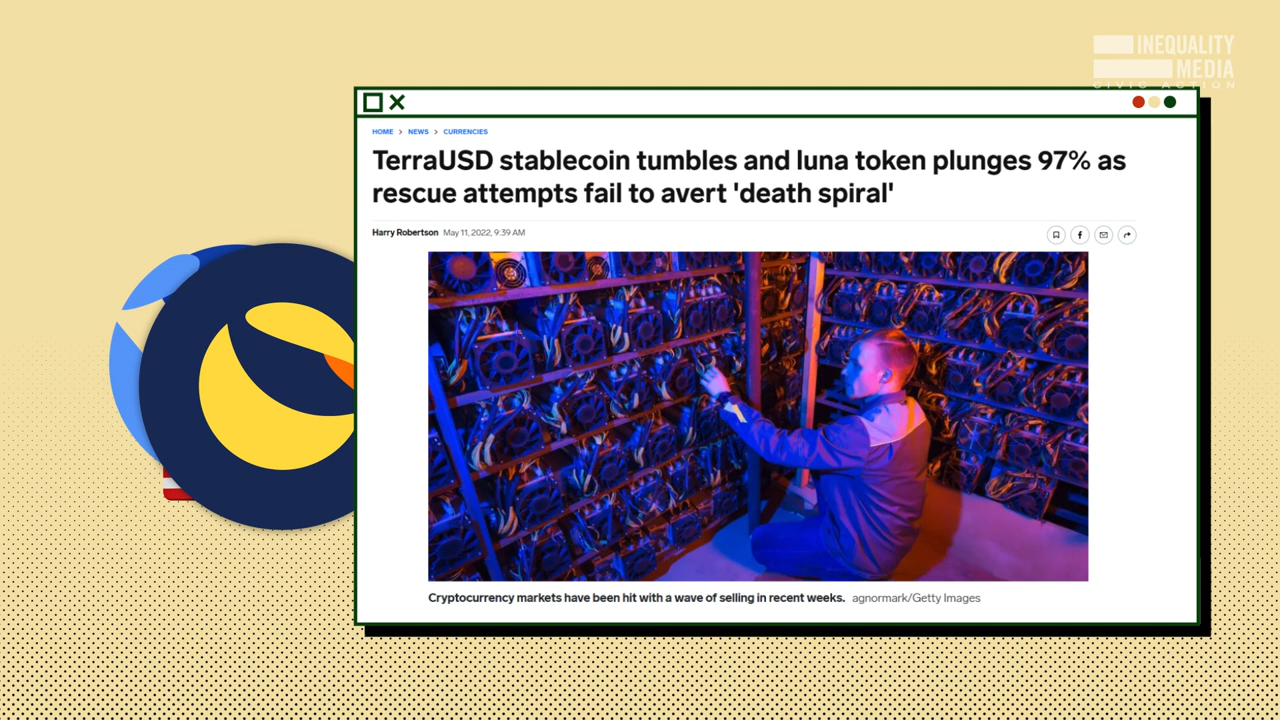 INEQUALITY
MEDIA
CIVIC ACTION
HOME > NEWS > CURRENCIES
TerraUSD stablecoin tumbles and luna token plunges 97% as
rescue attempts fail to avert 'death spiral'
Harry Robertson May 11, 2022, 9:39 AM
Cryptocurrency markets have been hit with a wave of selling in recent weeks. agnormark/Getty Images